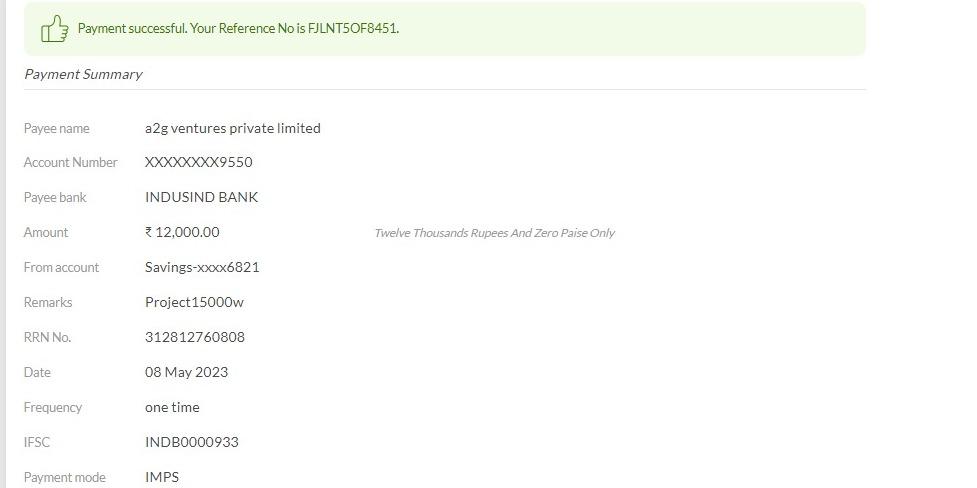 Payment successful. Your Reference No is FJLNT5OF8451.
Payment Summary
Payee name a2g ventures private limited
Account Number XXXXXXXX9550
Payee bank INDUSIND BANK
Amount ₹ 12,000.00 Twelve Thousands Rupees And Zero Paise Only
From account Savings-xxxx6821
Remarks Project15000w
RRN No. 312812760808
Date 08 May 2023
Frequency one time
IFSC INDB0000933
Payment mode IMPS